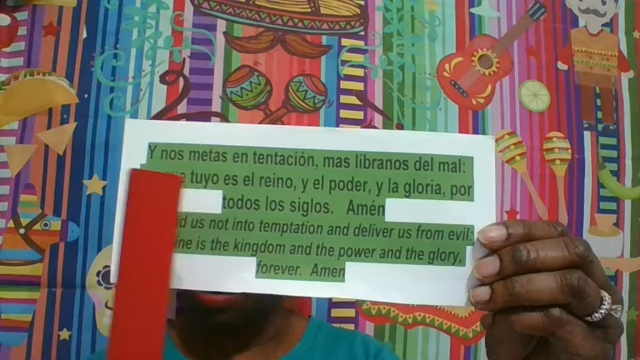 Y nos metas en tentación, mas libranos del mal:
tuyo es el reino, y el poder, y la gloria, por
todos los siglos. Amén
us not into temptation and deliver us from evil:
is the kingdom and the power and the glory,
forever. Amen